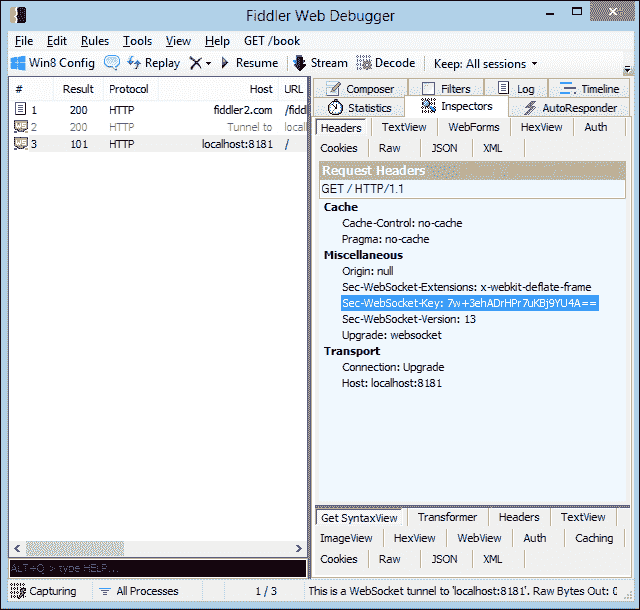 Fiddler Web Debugger
File Edit Rules Tools View Help GET /book
Win8 Config Replay Resume Stream Decode Keep: All sessions
# Result Protocol Host URL
1 200 HTTP fiddler2.com /fiddl
2 200 HTTP Tunnel to locall
3 101 HTTP localhost:8181 /
Composer Filters Log Timeline
Statistics Inspectors AutoResponder
Headers TextView WebForms HexView Auth
Cookies Raw JSON XML
Request Headers
GET / HTTP/1.1
Cache
Cache-Control: no-cache
Pragma: no-cache
Miscellaneous
Origin: null
Sec-WebSocket-Extensions: x-webkit-deflate-frame
Sec-WebSocket-Key: 7w+3ehADrHPr7uKBj9YU4A==
Sec-WebSocket-Version: 13
Upgrade: websocket
Transport
Connection: Upgrade
Host: localhost:8181
Get SyntaxView Transformer Headers TextView
ImageView HexView WebView Auth Caching
Cookies Raw JSON XML
ALT+Q > type HELP...
Capturing All Processes 1 / 3 This is a WebSocket tunnel to 'localhost:8181'. Raw Bytes Out: 0